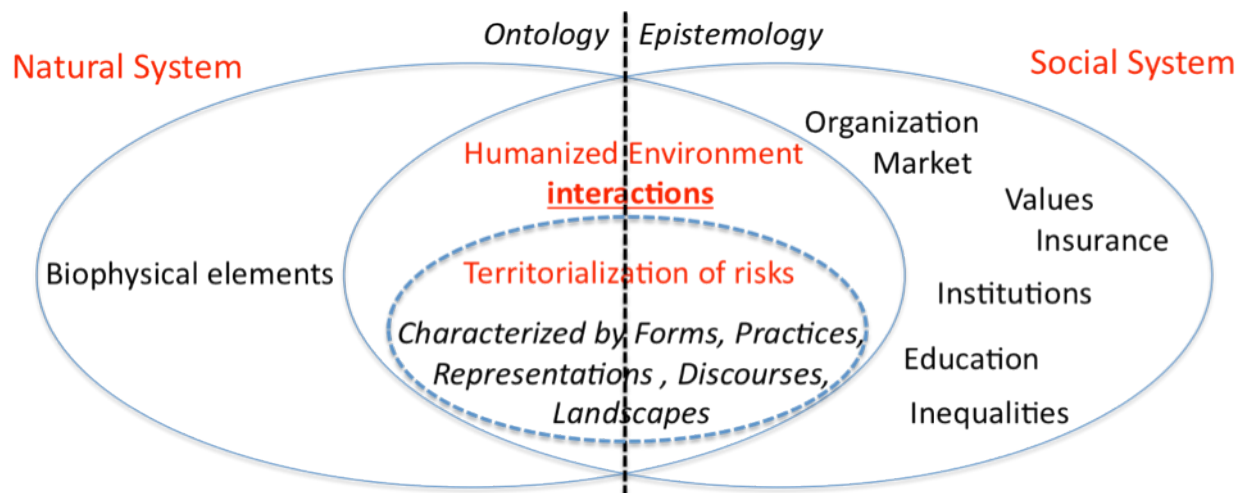 Ontology Epistemology
Natural System
Social System
Organization
Market
Humanized Environment
interactions
Values
Insurance
Biophysical elements
Territorialization of risks
Institutions
Characterized by Forms, Practices,
Representations , Discourses,
Landscapes
Education
Inequalities